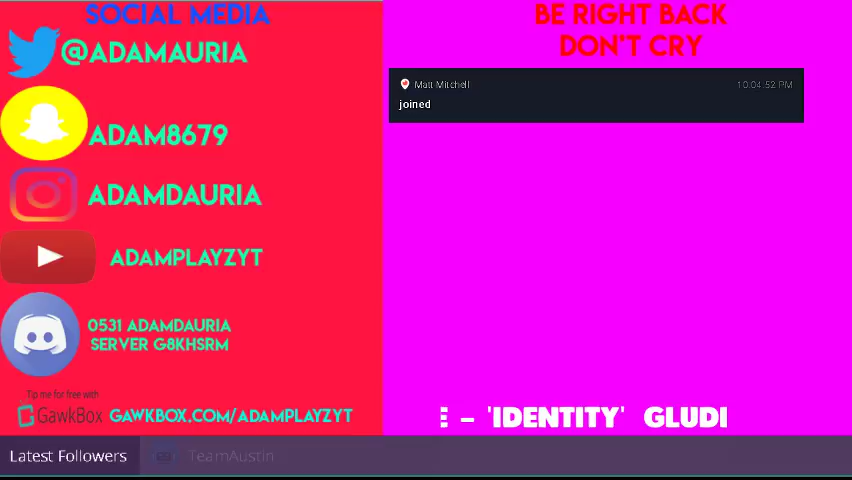 SOCIAL MEDIA
@ADAMAURIA
ADAM8679
ADAMDAURIA
ADAMPLAYZYT
0531 ADAMDAURIA
SERVER G8KHSRM
Tip me for free with
GawkBox GAWKBOX.COM/ADAMPLAYZYT
BE RIGHT BACK
DON'T CRY
Matt Mitchell 10:04:52 PM
joined
– 'IDENTITY' GLUDI
Latest Followers TeamAustin